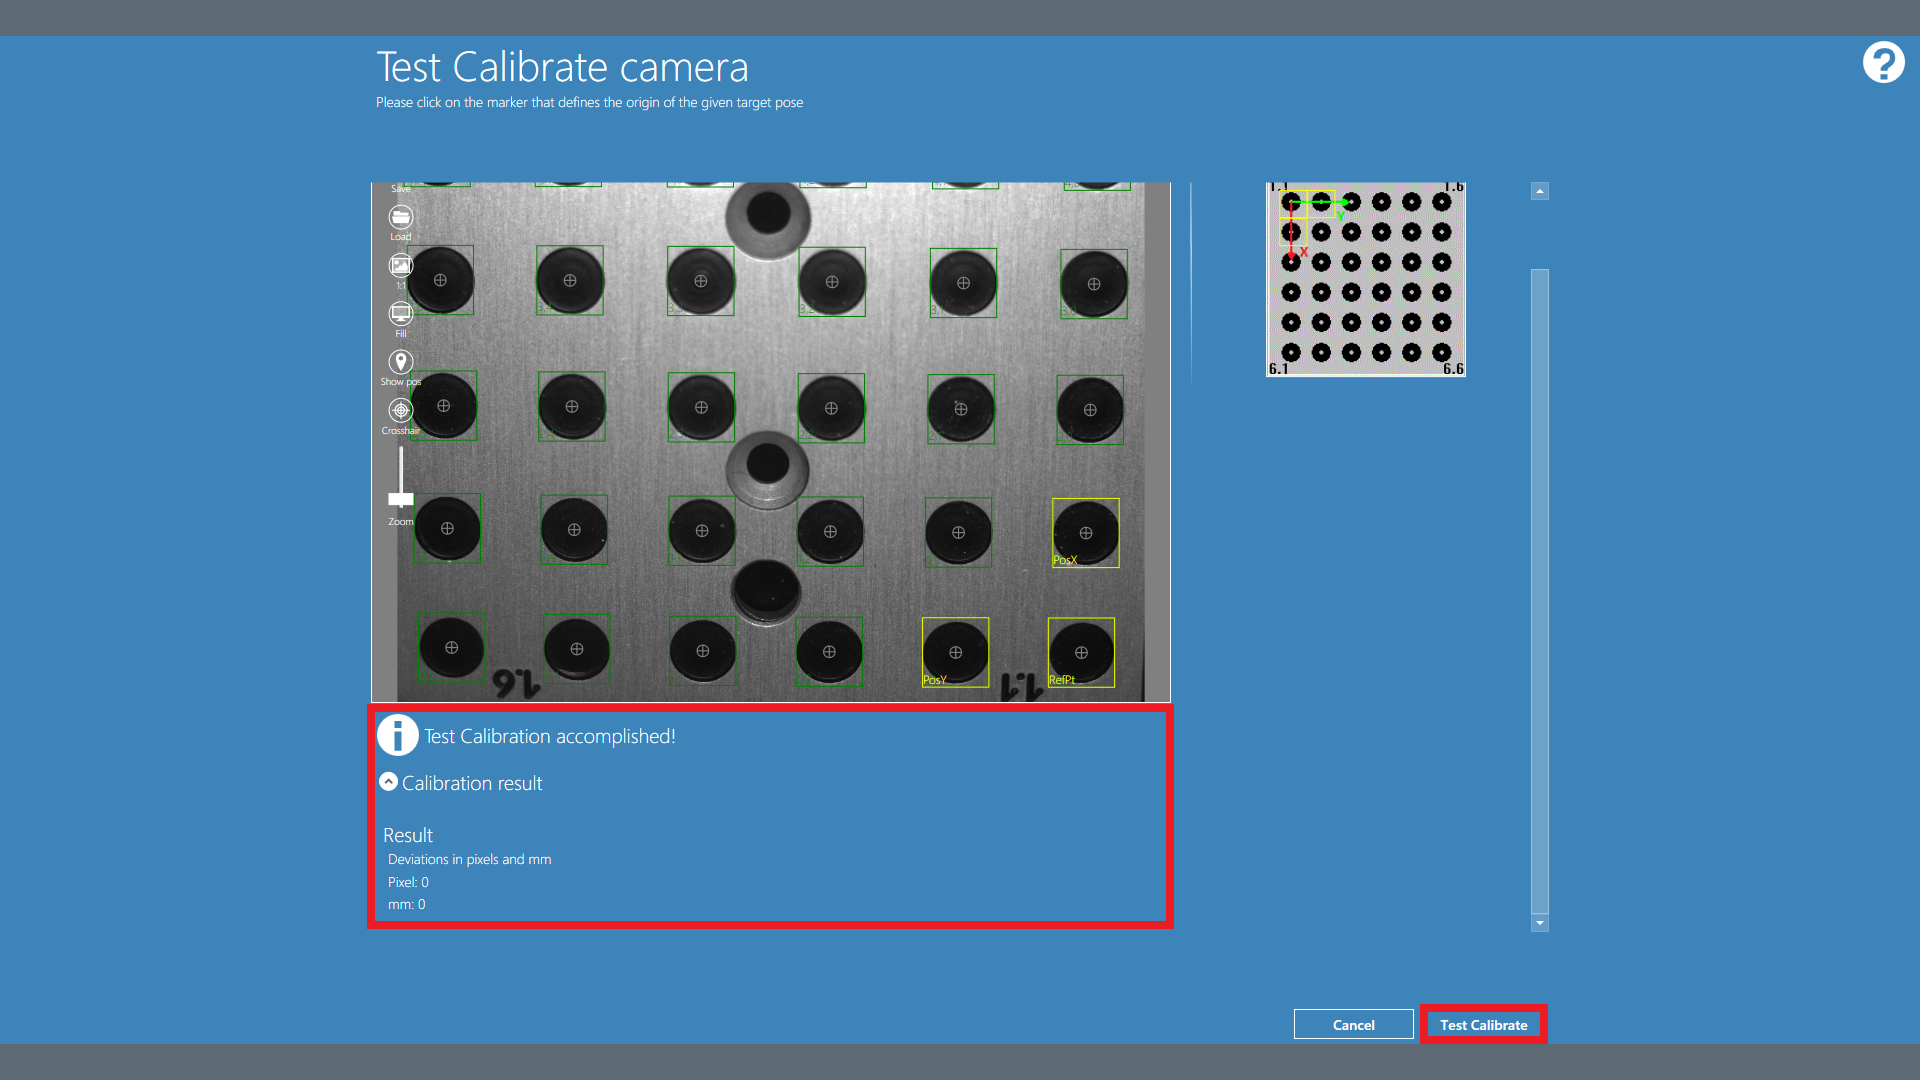 Test Calibrate camera
Please click on the marker that defines the origin of the given target pose
Save
Load
1:1
Fill
Show pos
Crosshair
Zoom
PosX
PosY
RefPt
1.6
1.1
1.1
1.6
Y
X
6.1
6.6
Test Calibration accomplished!
Calibration result
Result
Deviations in pixels and mm
Pixel: 0
mm: 0
Cancel
Test Calibrate